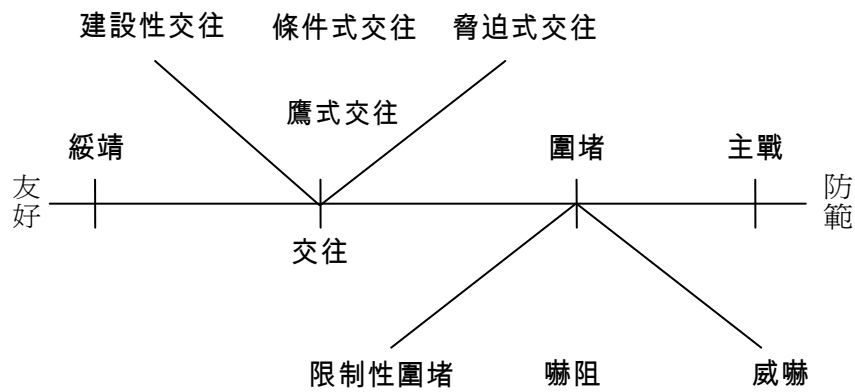 建設性交往 條件式交往 脅迫式交往
鷹式交往
綏靖 圍堵 主戰
友好 防範
交往
限制性圍堵 嚇阻 威嚇